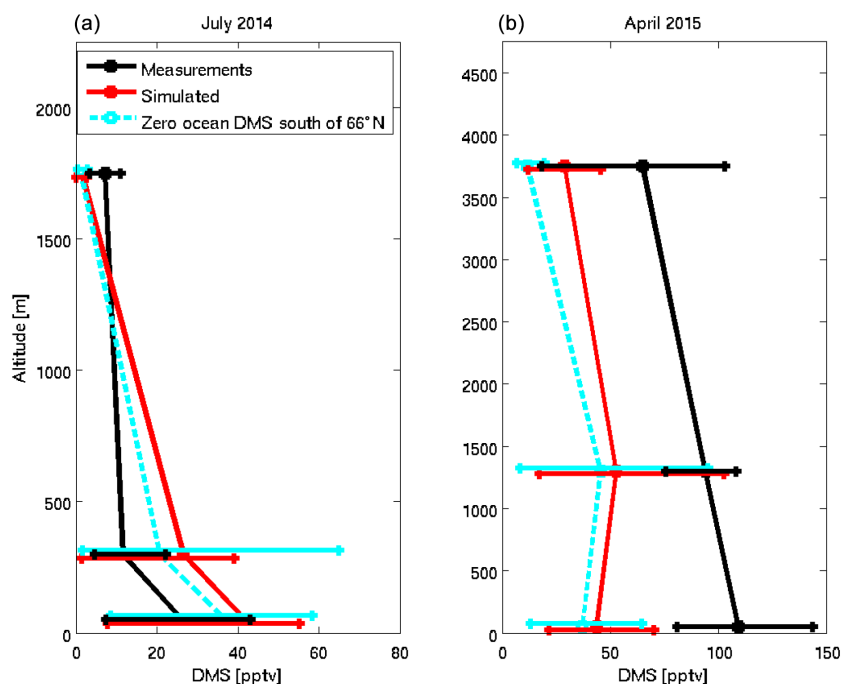 (a) July 2014
Measurements
Simulated
Zero ocean DMS south of 66°N
Altitude [m]
2000
1500
1000
500
0
0 20 40 60 80
DMS [pptv]
(b) April 2015
4500
4000
3500
3000
2500
2000
1500
1000
500
0
0 50 100 150
DMS [pptv]